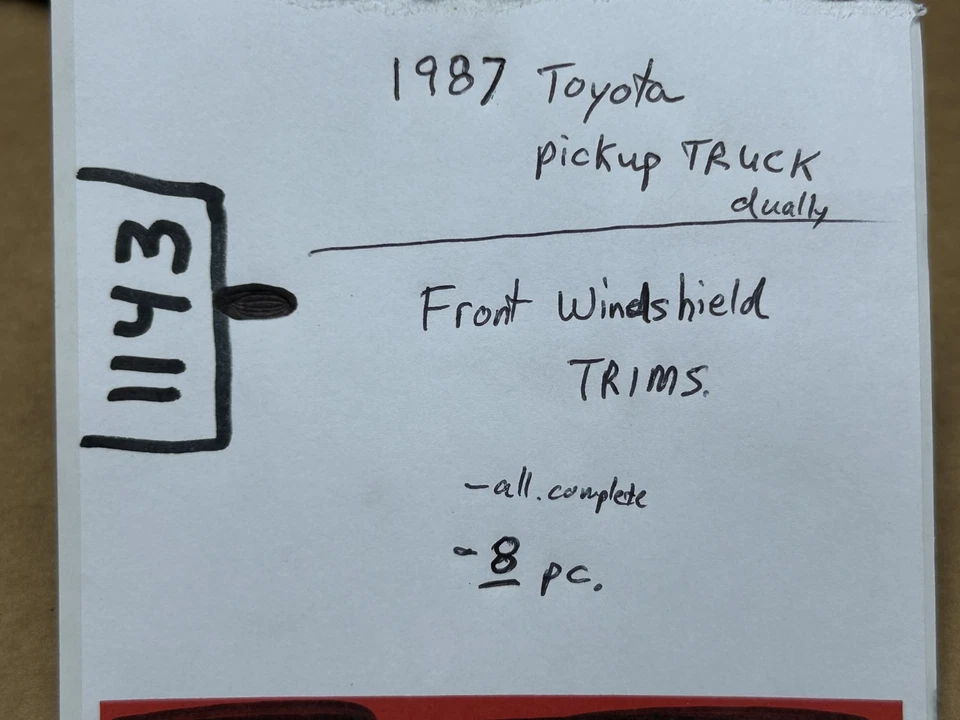 1987 Toyota
pickup TRUCK
dually
Front Windshield
TRIMS.
-all.complete
-8 pc.
1143